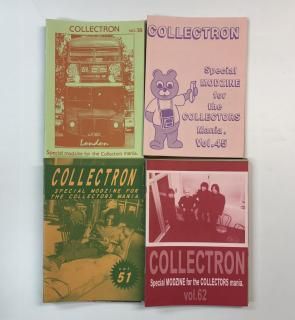 COLLECTRON
NO.38
London
Special modzine for the Collectors mania.
COLLECTRON
Special
Modzine
for
the
COLLECTORS
Mania.
Vol.45
COLLECTRON
SPECIAL MODZINE FOR
THE COLLECTORS MANIA
51
COLLECTRON
Special MODZINE for the COLLECTORS mania.
vol.62